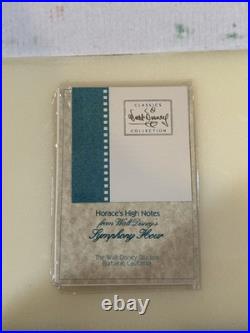 CLASSICS
Walt Disney
COLLECTION
Horace's High Notes
from Walt Disney's
Symphony Hour
The Walt Disney Studios
Burbank, California